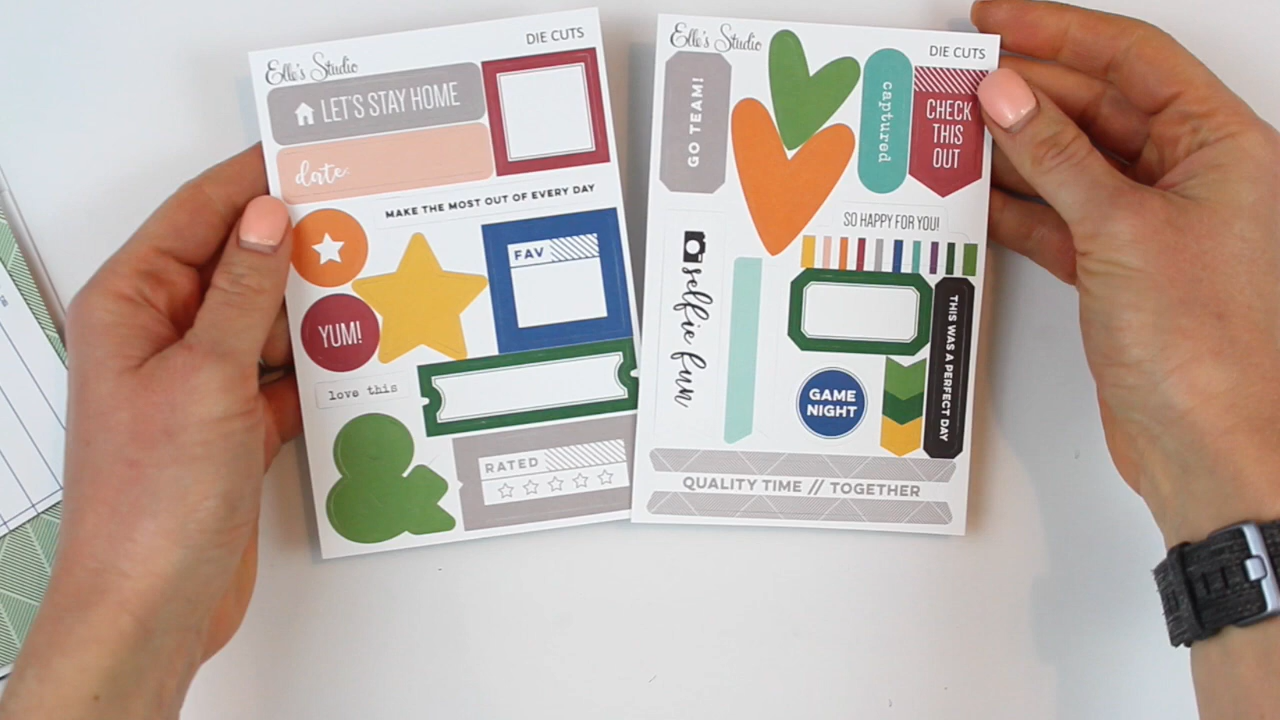 Elle's Studio
DIE CUTS
LET'S STAY HOME
date:
MAKE THE MOST OUT OF EVERY DAY
FAV
YUM!
love this
RATED
Elle's Studio
DIE CUTS
GO TEAM!
captured
CHECK
THIS
OUT
SO HAPPY FOR YOU!
selfie fun
THIS WAS A PERFECT DAY
GAME
NIGHT
QUALITY TIME // TOGETHER